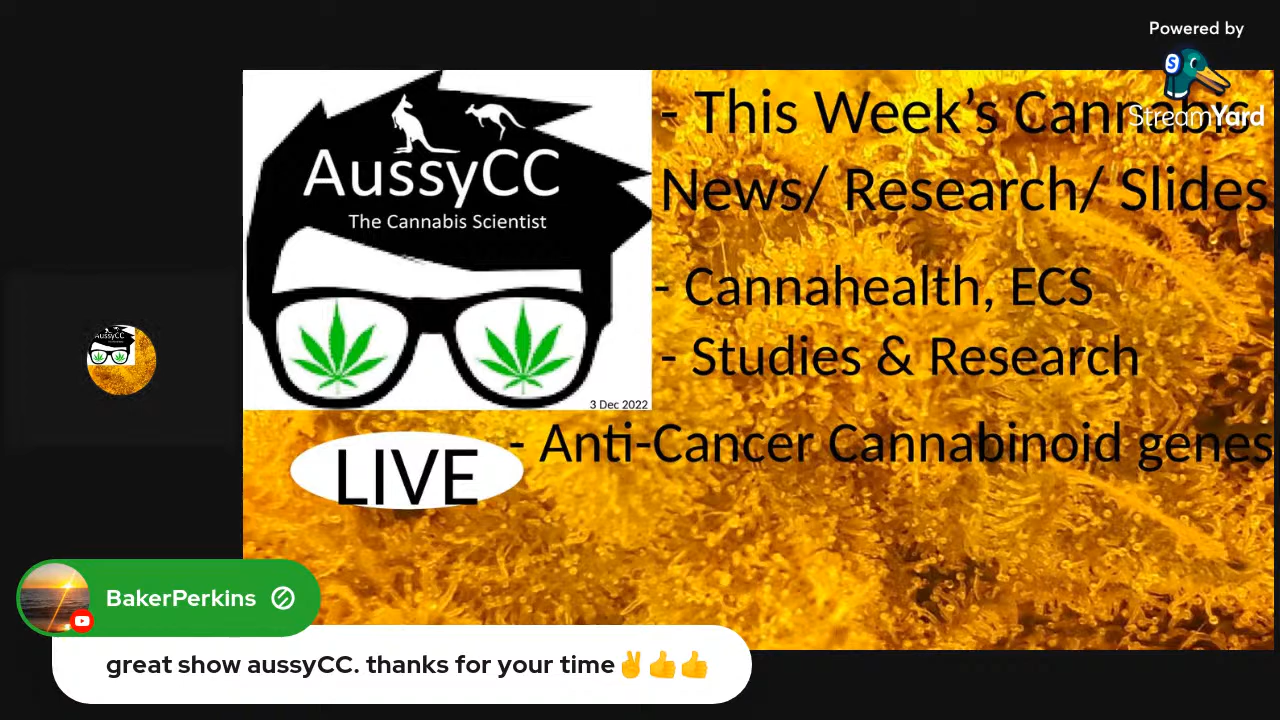 Powered by
StreamYard
- This Week’s Cannabis
News/ Research/ Slides
AussyCC
The Cannabis Scientist
- Cannahealth, ECS
- Studies & Research
3 Dec 2022
- Anti-Cancer Cannabinoid genes
LIVE
BakerPerkins
great show aussyCC. thanks for your time✌️👍👍
AussyCC